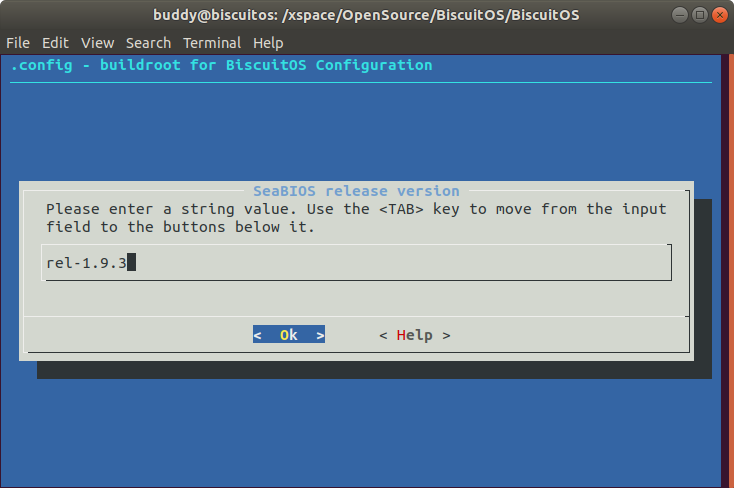 buddy@biscuitos: /xspace/OpenSource/BiscuitOS/BiscuitOS
File Edit View Search Terminal Help
.config - buildroot for BiscuitOS Configuration
SeaBIOS release version
Please enter a string value. Use the <TAB> key to move from the input
field to the buttons below it.
rel-1.9.3
< Ok > < Help >